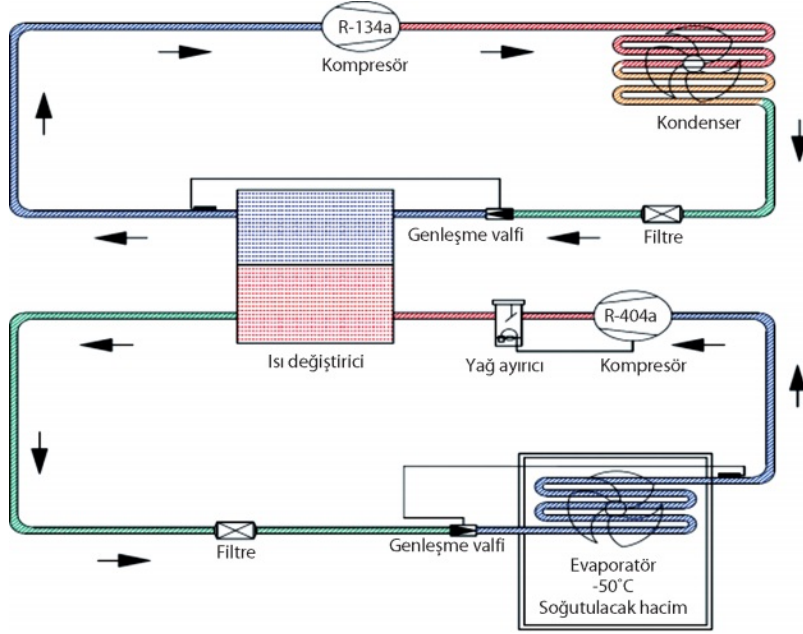 R-134a
Kompresör
Kondenser
Genleşme valfi
Filtre
R-404a
Isı değiştirici
Yağ ayırıcı
Kompresör
Filtre
Genleşme valfi
Evaporatör
-50°C
Soğutulacak hacim